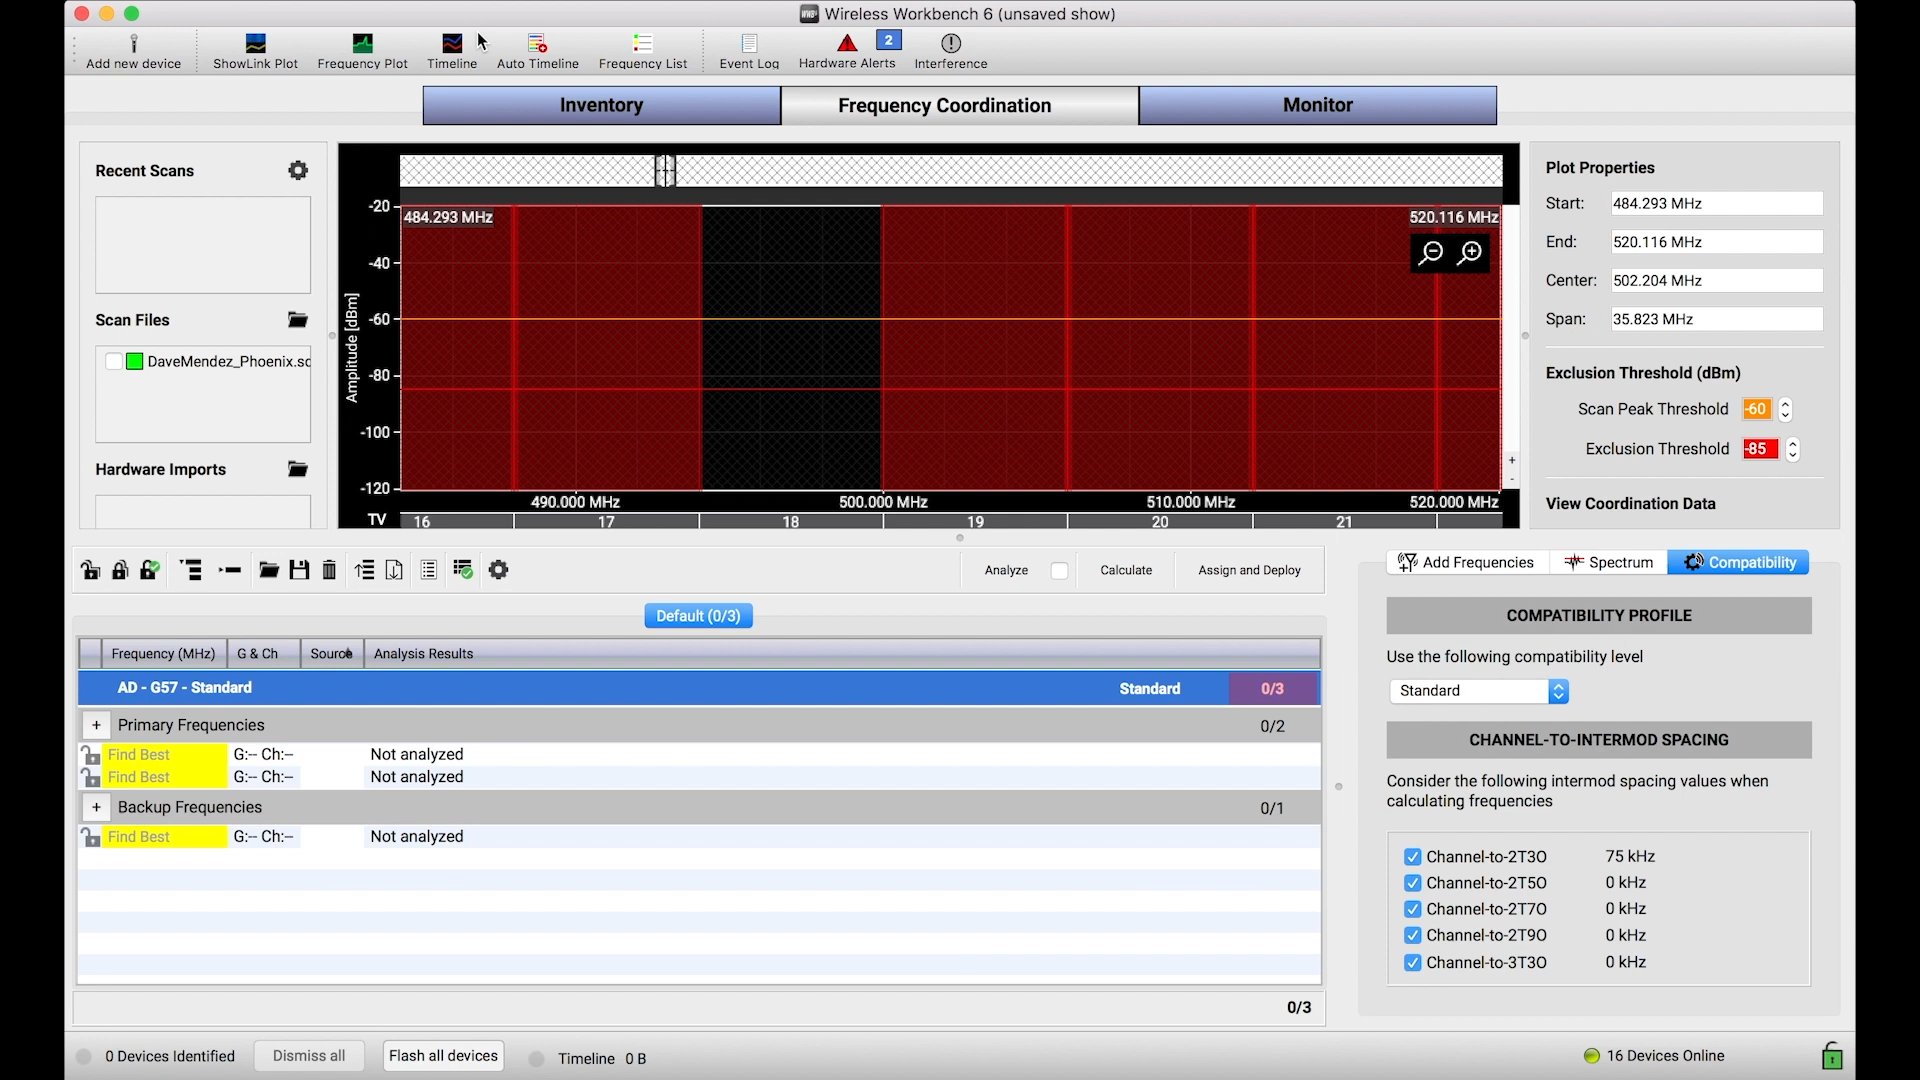 WWB6 Wireless Workbench 6 (unsaved show)
Add new device
ShowLink Plot
Frequency Plot
Timeline
Auto Timeline
Frequency List
Event Log
Hardware Alerts
2
Interference
Inventory
Frequency Coordination
Monitor
Recent Scans
Scan Files
DaveMendez_Phoenix.sc
Hardware Imports
Amplitude [dBm]
-20
-40
-60
-80
-100
-120
484.293 MHz
520.116 MHz
490.000 MHz
500.000 MHz
510.000 MHz
520.000 MHz
TV
16
17
18
19
20
21
+
-
Plot Properties
Start: 484.293 MHz
End: 520.116 MHz
Center: 502.204 MHz
Span: 35.823 MHz
Exclusion Threshold (dBm)
Scan Peak Threshold -60
Exclusion Threshold -85
View Coordination Data
Analyze
Calculate
Assign and Deploy
Default (0/3)
Frequency (MHz) G & Ch Source Analysis Results
AD - G57 - Standard Standard 0/3
+ Primary Frequencies 0/2
Find Best G:-- Ch:-- Not analyzed
Find Best G:-- Ch:-- Not analyzed
+ Backup Frequencies 0/1
Find Best G:-- Ch:-- Not analyzed
0/3
Add Frequencies
Spectrum
Compatibility
COMPATIBILITY PROFILE
Use the following compatibility level
Standard
CHANNEL-TO-INTERMOD SPACING
Consider the following intermod spacing values when
calculating frequencies
Channel-to-2T3O 75 kHz
Channel-to-2T5O 0 kHz
Channel-to-2T7O 0 kHz
Channel-to-2T9O 0 kHz
Channel-to-3T3O 0 kHz
0 Devices Identified
Dismiss all
Flash all devices
Timeline 0 B
16 Devices Online